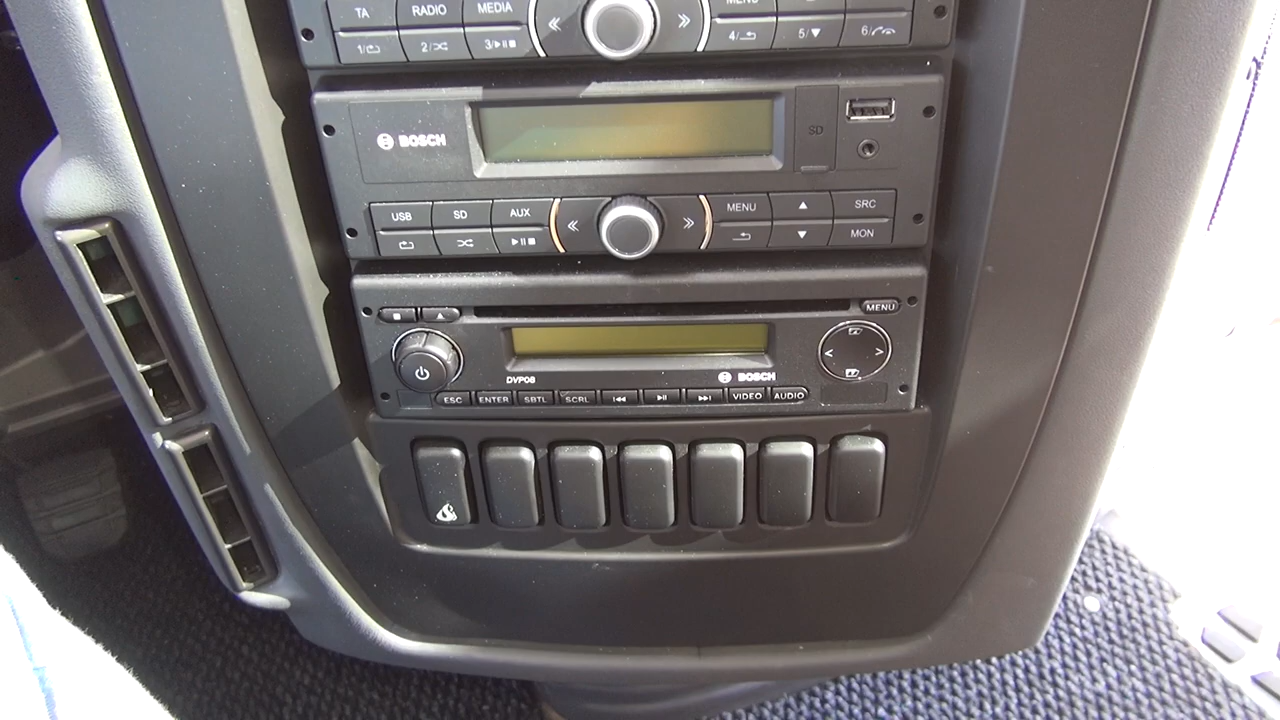 TA RADIO MEDIA MENU
1/ 2/ 3/ 4/ 5/▼ 6/
BOSCH SD
USB SD AUX MENU ▲ SRC
▼ MON
MENU
DVP08 BOSCH
ESC ENTER SBTL SCRL VIDEO AUDIO